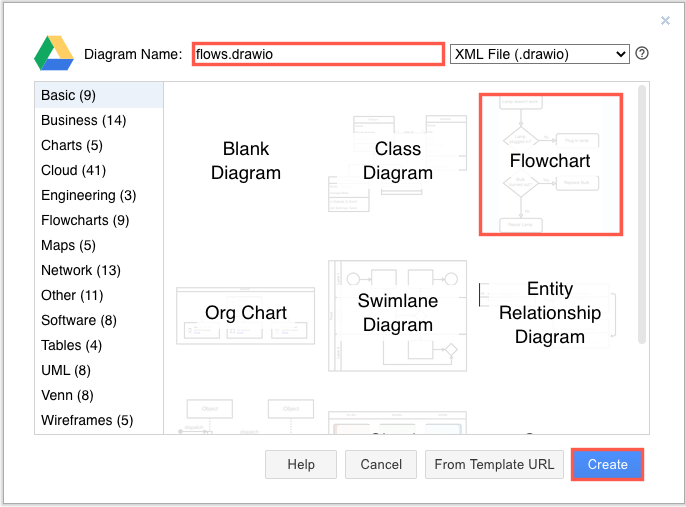 Diagram Name: flows.drawio XML File (.drawio)
Basic (9)
Business (14)
Charts (5)
Cloud (41)
Engineering (3)
Flowcharts (9)
Maps (5)
Network (13)
Other (11)
Software (8)
Tables (4)
UML (8)
Venn (8)
Wireframes (5)
Blank
Diagram
Class
Diagram
Flowchart
Org Chart
Swimlane
Diagram
Entity
Relationship
Diagram
Object
Object
Help
Cancel
From Template URL
Create